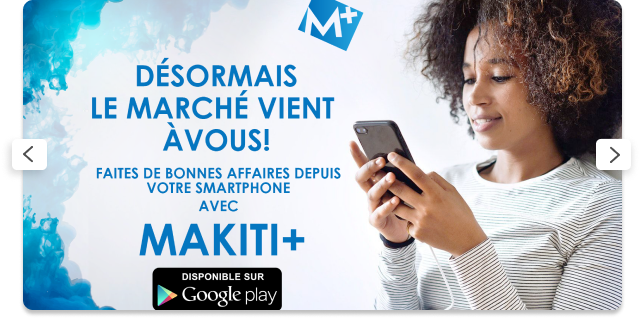 M+
DÉSORMAIS
LE MARCHÉ VIENT
ÀVOUS!
FAITES DE BONNES AFFAIRES DEPUIS
VOTRE SMARTPHONE
AVEC
MAKITI+
DISPONIBLE SUR
Google play